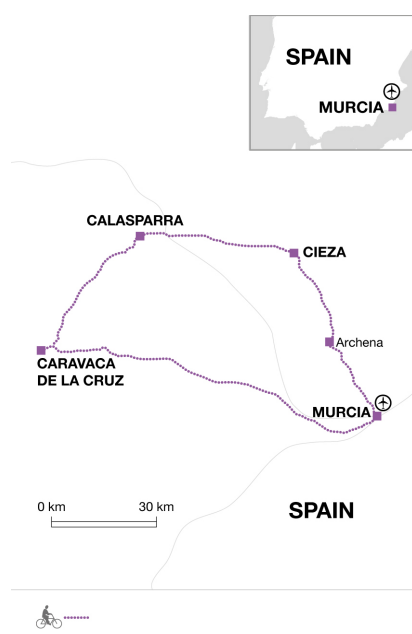 SPAIN
MURCIA
CALASPARRA
CIEZA
Archena
CARAVACA
DE LA CRUZ
MURCIA
0 km 30 km
SPAIN